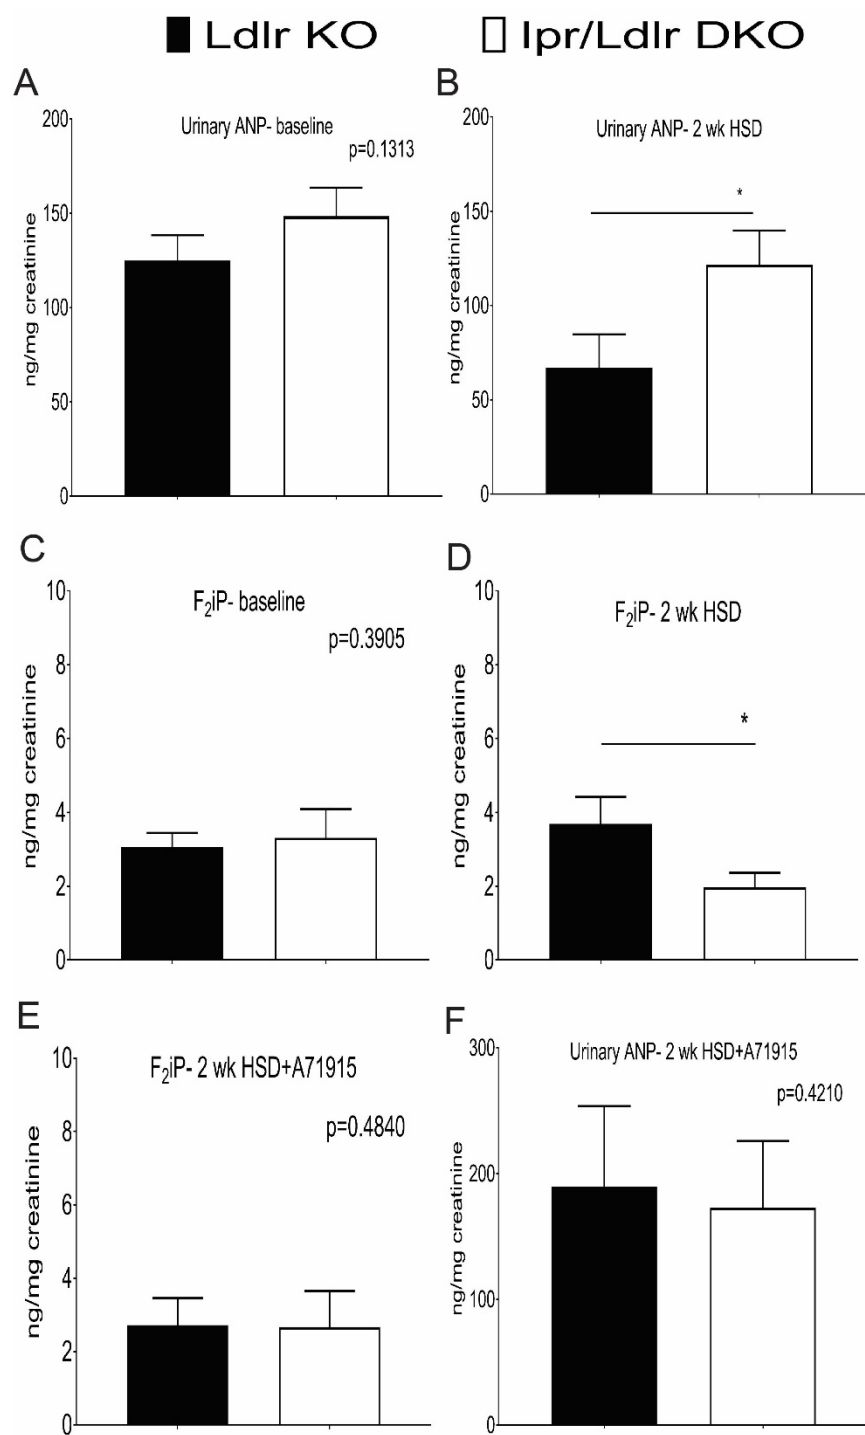 Ldlr KO
Ipr/Ldlr DKO
A
Urinary ANP- baseline
p=0.1313
ng/mg creatinine
200
150
100
50
0
B
Urinary ANP- 2 wk HSD
*
ng/mg creatinine
200
150
100
50
0
C
F₂iP- baseline
p=0.3905
ng/mg creatinine
10
8
6
4
2
0
D
F₂iP- 2 wk HSD
*
ng/mg creatinine
10
8
6
4
2
0
E
F₂iP- 2 wk HSD+A71915
p=0.4840
ng/mg creatinine
10
8
6
4
2
0
F
Urinary ANP- 2 wk HSD+A71915
p=0.4210
ng/mg creatinine
300
200
100
0